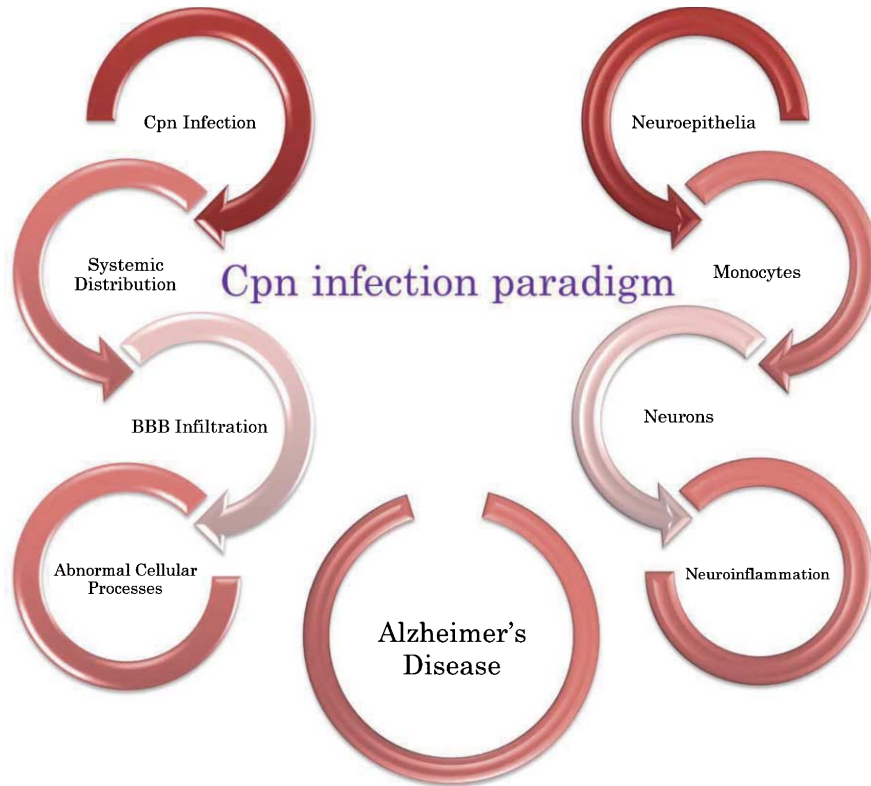 Cpn Infection
Systemic
Distribution
BBB Infiltration
Abnormal Cellular
Processes
Cpn infection paradigm
Neuroepithelia
Monocytes
Neurons
Neuroinflammation
Alzheimer's
Disease